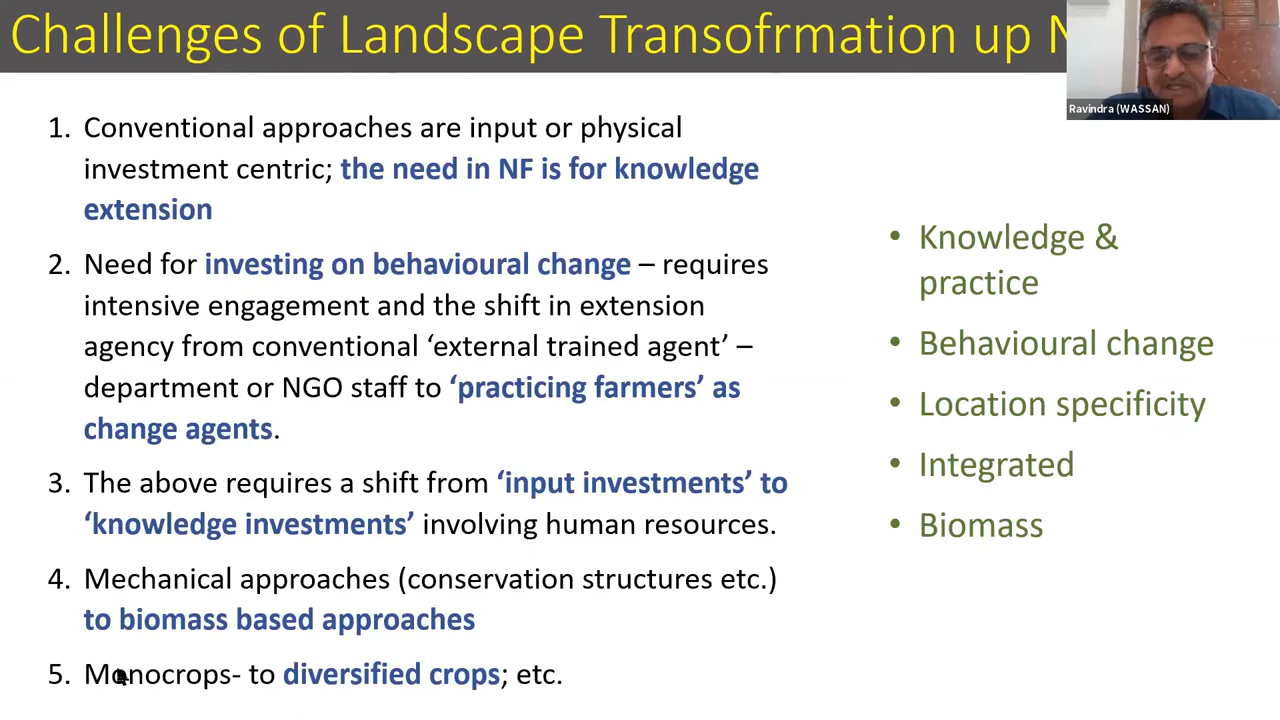 Challenges of Landscape Transofrmation up
Ravindra (WASSAN)
1. Conventional approaches are input or physical
investment centric; the need in NF is for knowledge
extension
2. Need for investing on behavioural change – requires
intensive engagement and the shift in extension
agency from conventional ‘external trained agent’ –
department or NGO staff to ‘practicing farmers’ as
change agents.
3. The above requires a shift from ‘input investments’ to
‘knowledge investments’ involving human resources.
4. Mechanical approaches (conservation structures etc.)
to biomass based approaches
5. Monocrops- to diversified crops; etc.
• Knowledge &
practice
• Behavioural change
• Location specificity
• Integrated
• Biomass